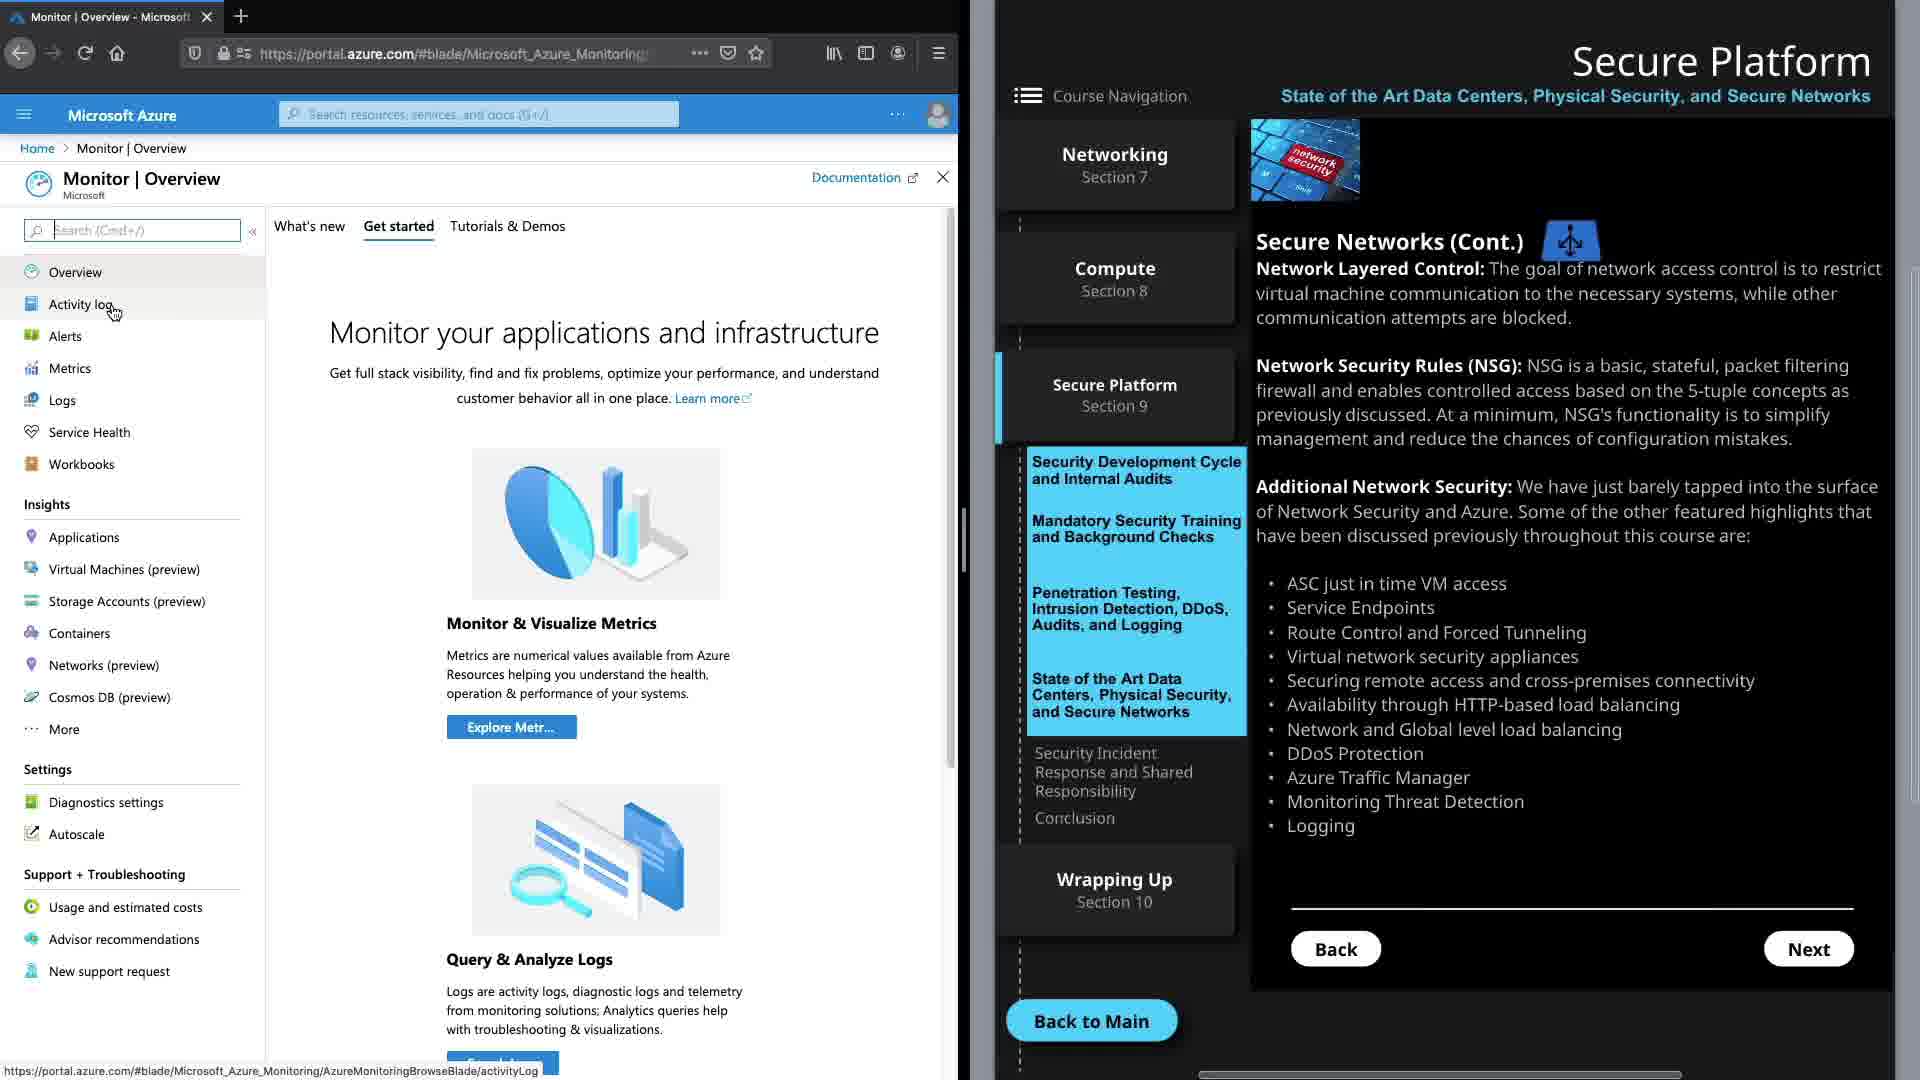 Monitor | Overview - Microsoft
https://portal.azure.com/#blade/Microsoft_Azure_Monitoring
Microsoft Azure
Search resources, services, and docs (G+/)
Home > Monitor | Overview
Monitor | Overview
Microsoft
Documentation
Search (Cmd+/)
Overview
Activity log
Alerts
Metrics
Logs
Service Health
Workbooks
Insights
Applications
Virtual Machines (preview)
Storage Accounts (preview)
Containers
Networks (preview)
Cosmos DB (preview)
More
Settings
Diagnostics settings
Autoscale
Support + Troubleshooting
Usage and estimated costs
Advisor recommendations
New support request
What's new Get started Tutorials & Demos
Monitor your applications and infrastructure
Get full stack visibility, find and fix problems, optimize your performance, and understand
customer behavior all in one place. Learn more
Monitor & Visualize Metrics
Metrics are numerical values available from Azure
Resources helping you understand the health,
operation & performance of your systems.
Explore Metr...
Query & Analyze Logs
Logs are activity logs, diagnostic logs and telemetry
from monitoring solutions; Analytics queries help
with troubleshooting & visualizations.
https://portal.azure.com/#blade/Microsoft_Azure_Monitoring/AzureMonitoringBrowseBlade/activityLog
Secure Platform
State of the Art Data Centers, Physical Security, and Secure Networks
Course Navigation
Networking
Section 7
Compute
Section 8
Secure Platform
Section 9
Security Development Cycle
and Internal Audits
Mandatory Security Training
and Background Checks
Penetration Testing,
Intrusion Detection, DDoS,
Audits, and Logging
State of the Art Data
Centers, Physical Security,
and Secure Networks
Security Incident
Response and Shared
Responsibility
Conclusion
Wrapping Up
Section 10
Back to Main
network
security
Secure Networks (Cont.)
Network Layered Control: The goal of network access control is to restrict
virtual machine communication to the necessary systems, while other
communication attempts are blocked.
Network Security Rules (NSG): NSG is a basic, stateful, packet filtering
firewall and enables controlled access based on the 5-tuple concepts as
previously discussed. At a minimum, NSG's functionality is to simplify
management and reduce the chances of configuration mistakes.
Additional Network Security: We have just barely tapped into the surface
of Network Security and Azure. Some of the other featured highlights that
have been discussed previously throughout this course are:
• ASC just in time VM access
• Service Endpoints
• Route Control and Forced Tunneling
• Virtual network security appliances
• Securing remote access and cross-premises connectivity
• Availability through HTTP-based load balancing
• Network and Global level load balancing
• DDoS Protection
• Azure Traffic Manager
• Monitoring Threat Detection
• Logging
Back
Next